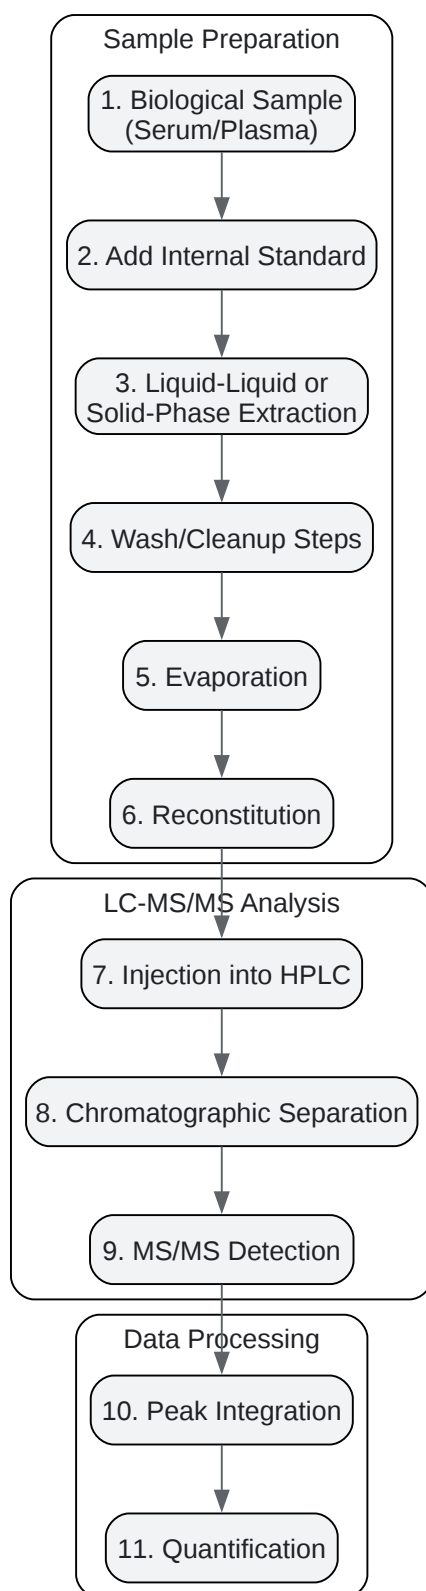 Sample Preparation
1. Biological Sample
(Serum/Plasma)
2. Add Internal Standard
3. Liquid-Liquid or
Solid-Phase Extraction
4. Wash/Cleanup Steps
5. Evaporation
6. Reconstitution
LC-MS/MS Analysis
7. Injection into HPLC
8. Chromatographic Separation
9. MS/MS Detection
Data Processing
10. Peak Integration
11. Quantification